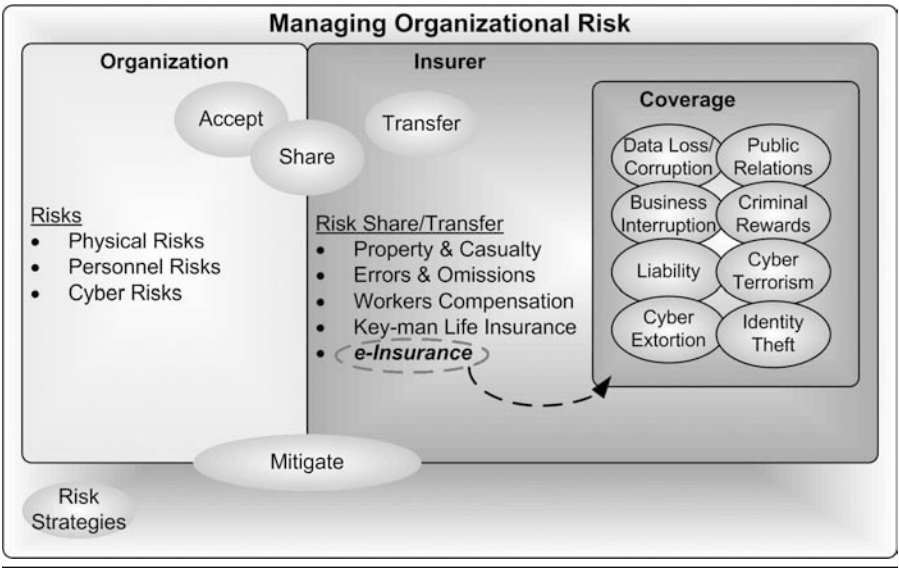 Managing Organizational Risk
Organization
Accept
Share
Risks
• Physical Risks
• Personnel Risks
• Cyber Risks
Insurer
Transfer
Risk Share/Transfer
• Property & Casualty
• Errors & Omissions
• Workers Compensation
• Key-man Life Insurance
• e-Insurance
Coverage
Data Loss/
Corruption
Public
Relations
Business
Interruption
Criminal
Rewards
Liability
Cyber
Terrorism
Cyber
Extortion
Identity
Theft
Mitigate
Risk
Strategies